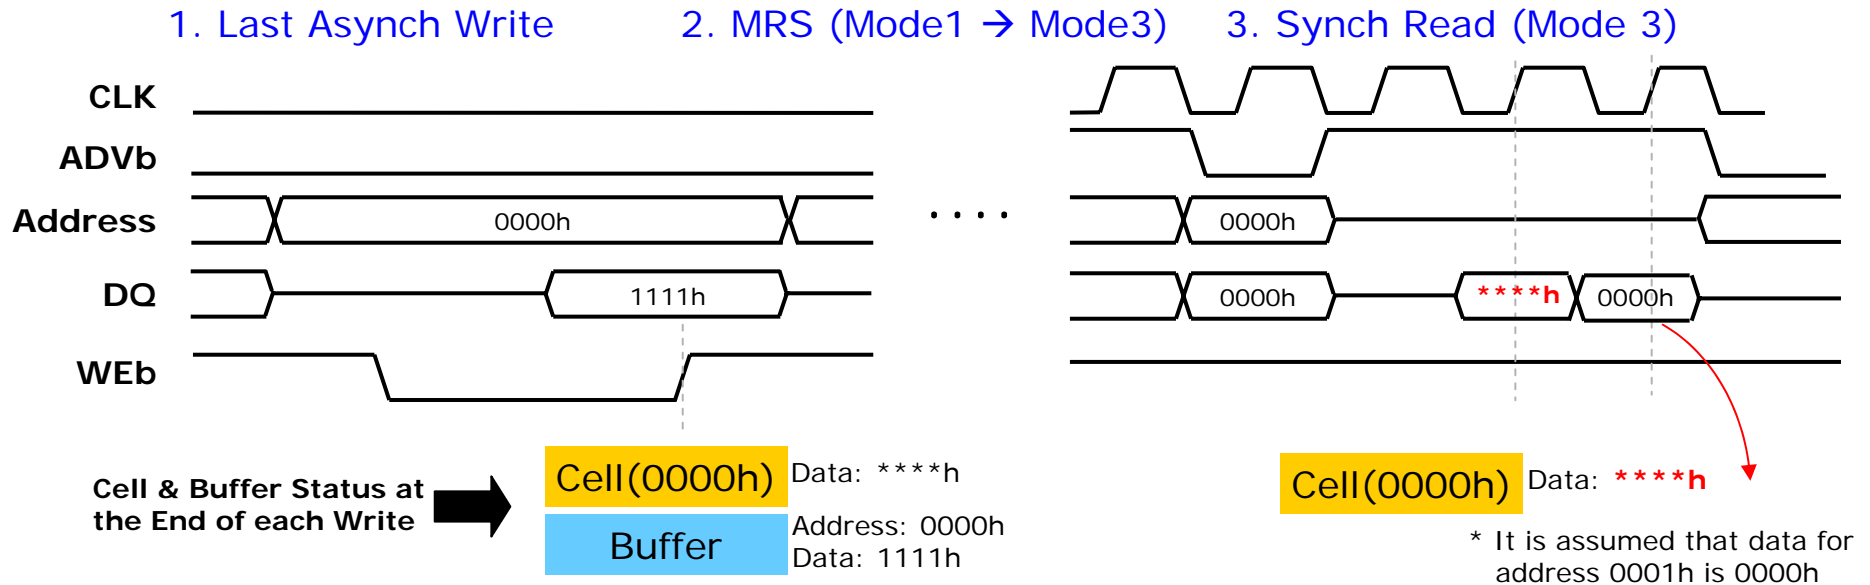 1. Last Asynch Write
2. MRS (Mode1 → Mode3)
3. Synch Read (Mode 3)
CLK
ADVb
Address
0000h
. . . .
0000h
DQ
1111h
0000h
****h
0000h
WEb
Cell & Buffer Status at
the End of each Write
Cell(0000h)
Data: ****h
Buffer
Address: 0000h
Data: 1111h
Cell(0000h)
Data: ****h
* It is assumed that data for
address 0001h is 0000h